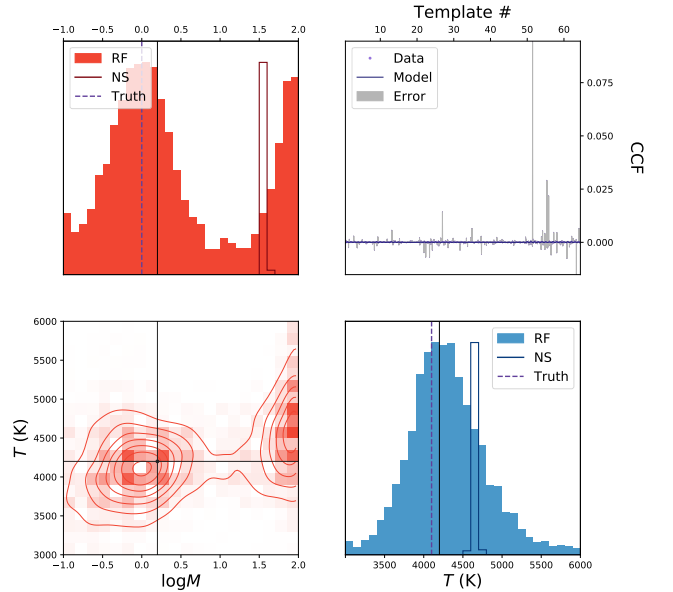 Template #
−1.0 −0.5 0.0 0.5 1.0 1.5 2.0
10 20 30 40 50 60
RF
NS
Truth
Data
Model
Error
0.075
0.050
0.025
0.000
CCF
6000
5500
5000
4500
4000
3500
3000
T (K)
−1.0 −0.5 0.0 0.5 1.0 1.5 2.0
logM
RF
NS
Truth
3500 4000 4500 5000 5500 6000
T (K)